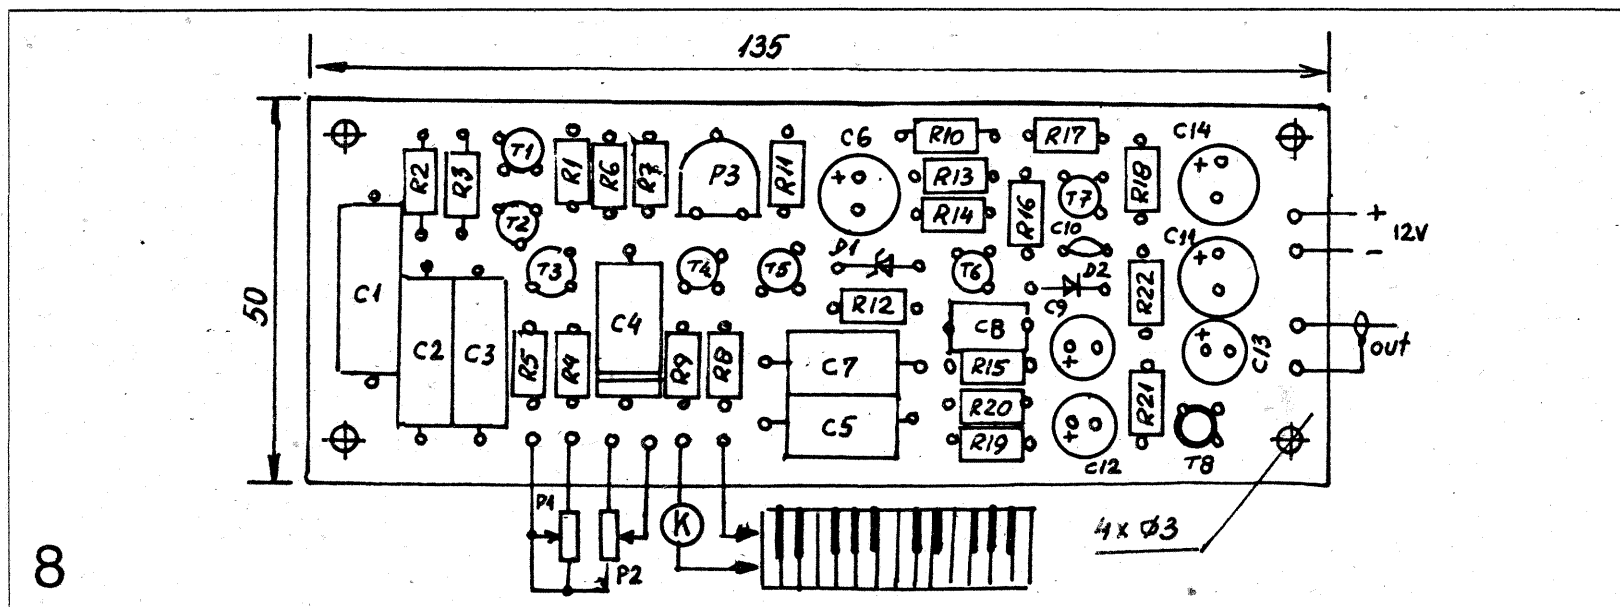 135
50
R2
R3
T1
R1
R6
R7
P3
R11
C6
+
R10
R17
C14
+
R13
R14
R16
T7
R18
T2
C10
C11
+
+
12V
-
C1
T3
T4
T5
D1
T6
D2
R22
C4
R12
C9
C8
C2
C3
R5
R4
R9
R8
C7
R15
+
+
C13
out
R20
R21
C5
R19
+
C12
T8
P1
P2
K
4x Ø3
8